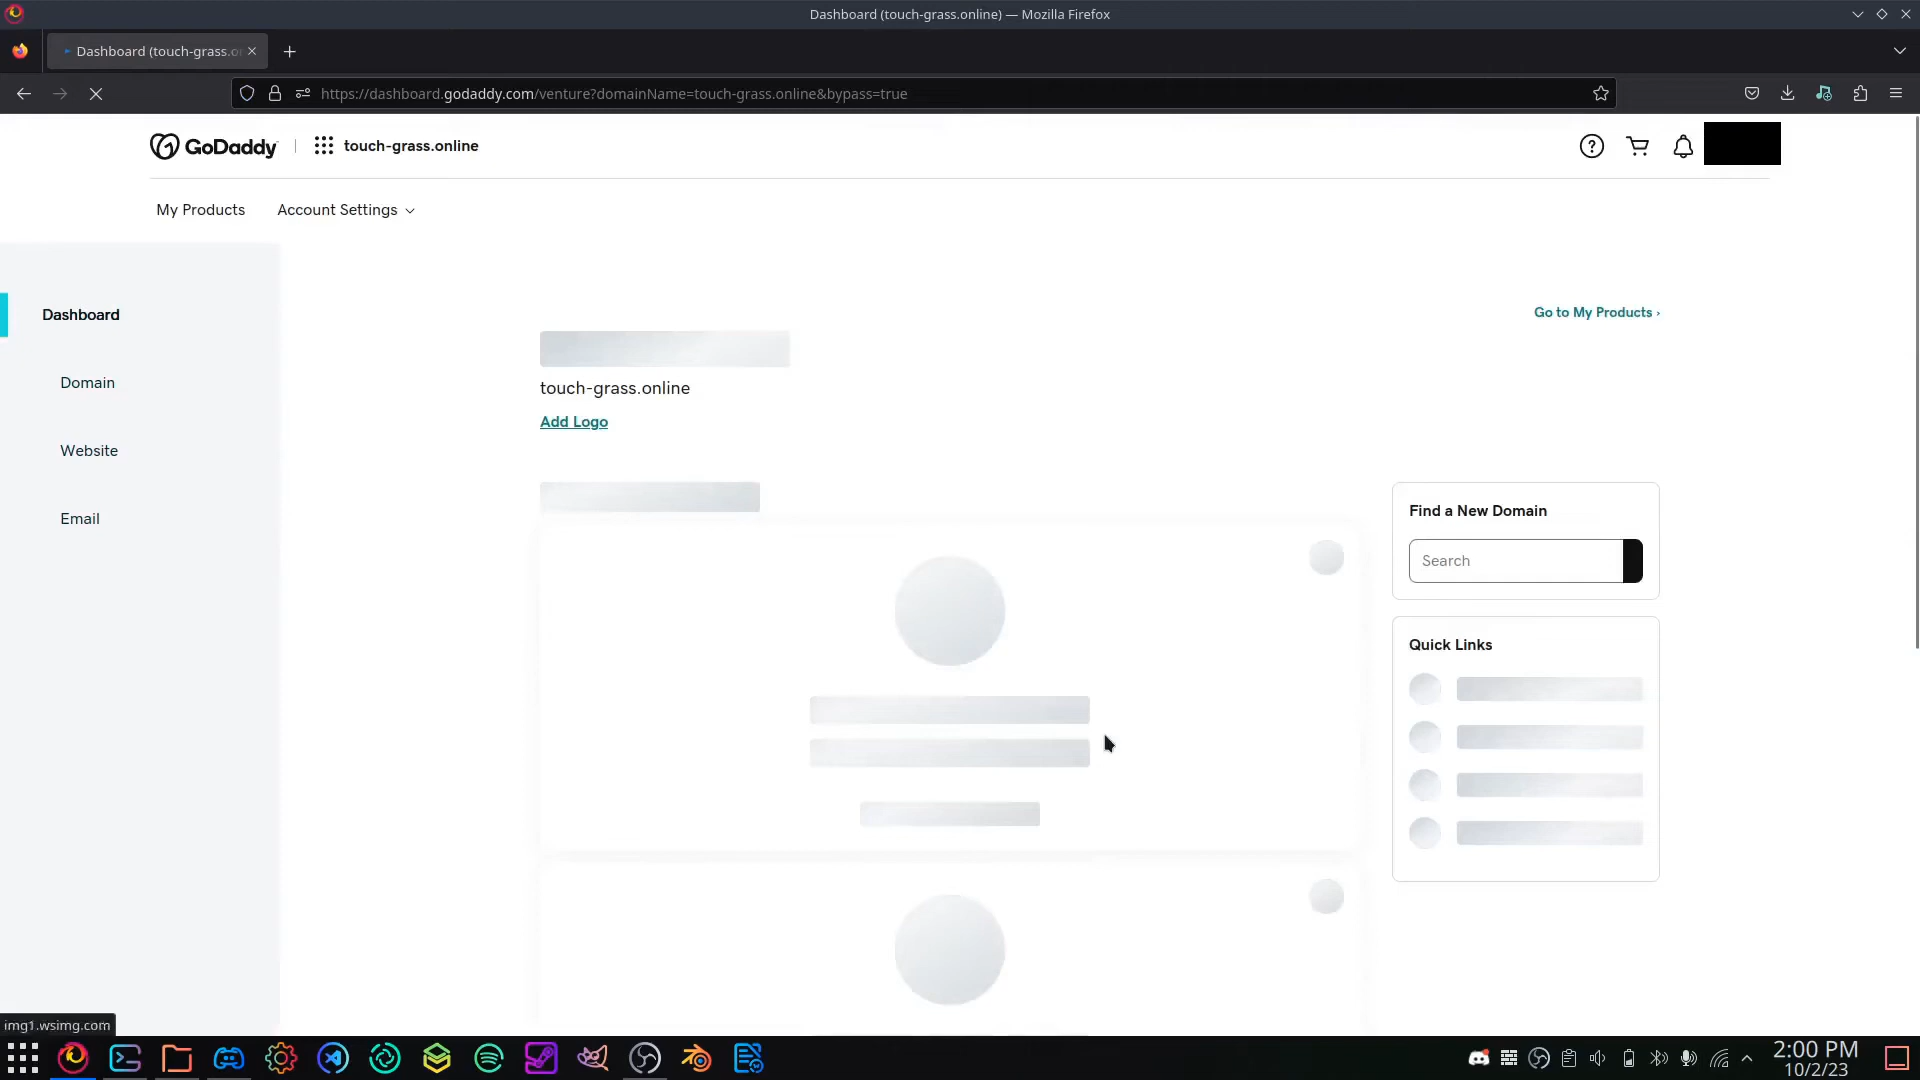 Dashboard (touch-grass.online) — Mozilla Firefox
Dashboard (touch-grass.or
https://dashboard.godaddy.com/venture?domainName=touch-grass.online&bypass=true
GoDaddy
touch-grass.online
My Products
Account Settings
Dashboard
Domain
Website
Email
Go to My Products ›
touch-grass.online
Add Logo
Find a New Domain
Search
Quick Links
img1.wsimg.com
2:00 PM
10/2/23